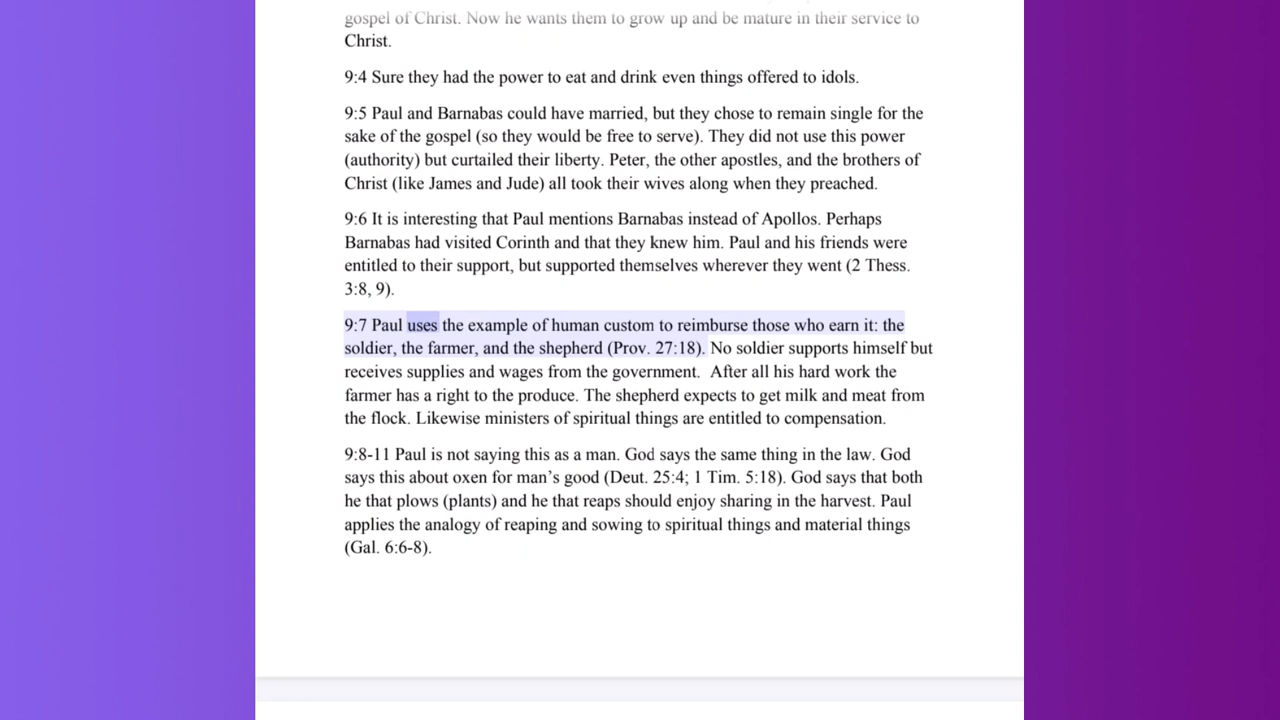 gospel of Christ. Now he wants them to grow up and be mature in their service to
Christ.
9:4 Sure they had the power to eat and drink even things offered to idols.
9:5 Paul and Barnabas could have married, but they chose to remain single for the
sake of the gospel (so they would be free to serve). They did not use this power
(authority) but curtailed their liberty. Peter, the other apostles, and the brothers of
Christ (like James and Jude) all took their wives along when they preached.
9:6 It is interesting that Paul mentions Barnabas instead of Apollos. Perhaps
Barnabas had visited Corinth and that they knew him. Paul and his friends were
entitled to their support, but supported themselves wherever they went (2 Thess.
3:8, 9).
9:7 Paul uses the example of human custom to reimburse those who earn it: the
soldier, the farmer, and the shepherd (Prov. 27:18). No soldier supports himself but
receives supplies and wages from the government.  After all his hard work the
farmer has a right to the produce. The shepherd expects to get milk and meat from
the flock. Likewise ministers of spiritual things are entitled to compensation.
9:8-11 Paul is not saying this as a man. God says the same thing in the law. God
says this about oxen for man’s good (Deut. 25:4; 1 Tim. 5:18). God says that both
he that plows (plants) and he that reaps should enjoy sharing in the harvest. Paul
applies the analogy of reaping and sowing to spiritual things and material things
(Gal. 6:6-8).